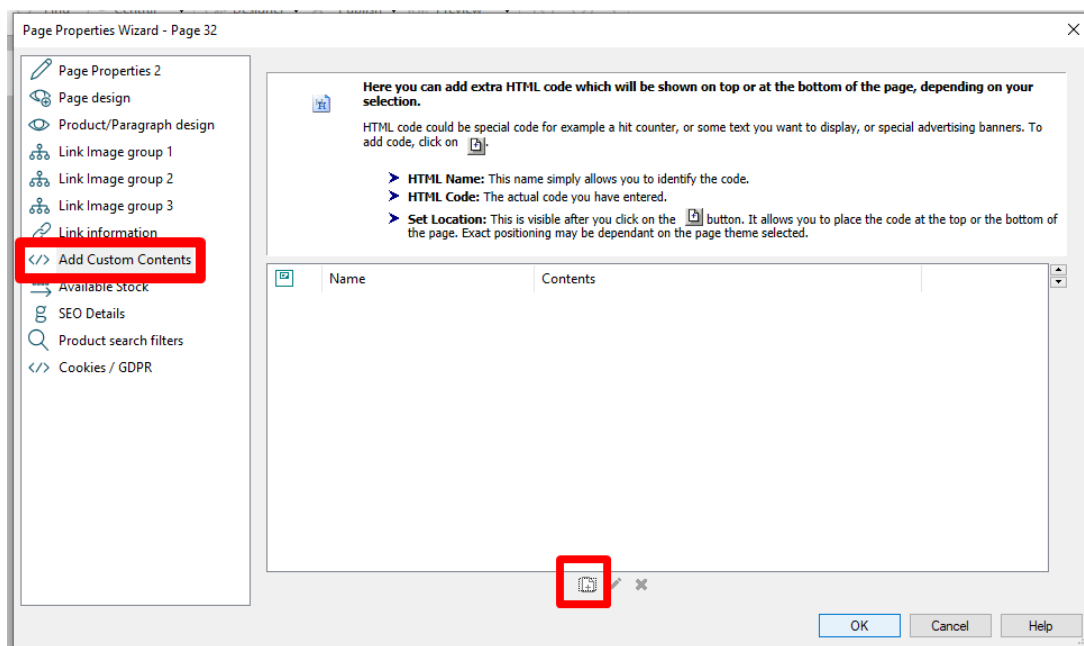 Page Properties Wizard - Page 32
Page Properties 2
Page design
Product/Paragraph design
Link Image group 1
Link Image group 2
Link Image group 3
Link information
Add Custom Contents
Available Stock
SEO Details
Product search filters
Cookies / GDPR
Here you can add extra HTML code which will be shown on top or at the bottom of the page, depending on your
selection.
HTML code could be special code for example a hit counter, or some text you want to display, or special advertising banners. To
add code, click on .
HTML Name: This name simply allows you to identify the code.
HTML Code: The actual code you have entered.
Set Location: This is visible after you click on the button. It allows you to place the code at the top or the bottom of
the page. Exact positioning may be dependant on the page theme selected.
Name Contents
OK Cancel Help